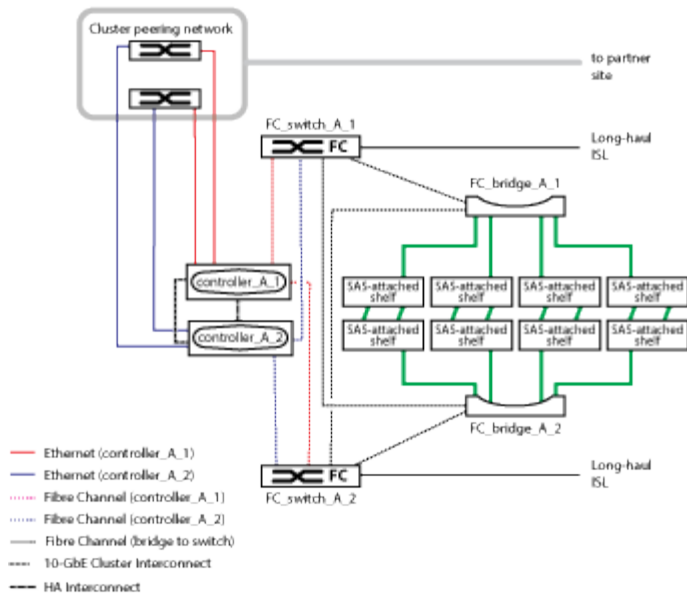 Cluster peering network
to partner
site
FC_switch_A_1
FC
Long-haul
ISL
FC_bridge_A_1
controller_A_1
SAS-attached
shelf
SAS-attached
shelf
SAS-attached
shelf
SAS-attached
shelf
controller_A_2
SAS-attached
shelf
SAS-attached
shelf
SAS-attached
shelf
SAS-attached
shelf
FC_bridge_A_2
FC
FC_switch_A_2
Long-haul
ISL
Ethernet (controller_A_1)
Ethernet (controller_A_2)
Fibre Channel (controller_A_1)
Fibre Channel (controller_A_2)
Fibre Channel (bridge to switch)
10-GbE Cluster Interconnect
HA Interconnect